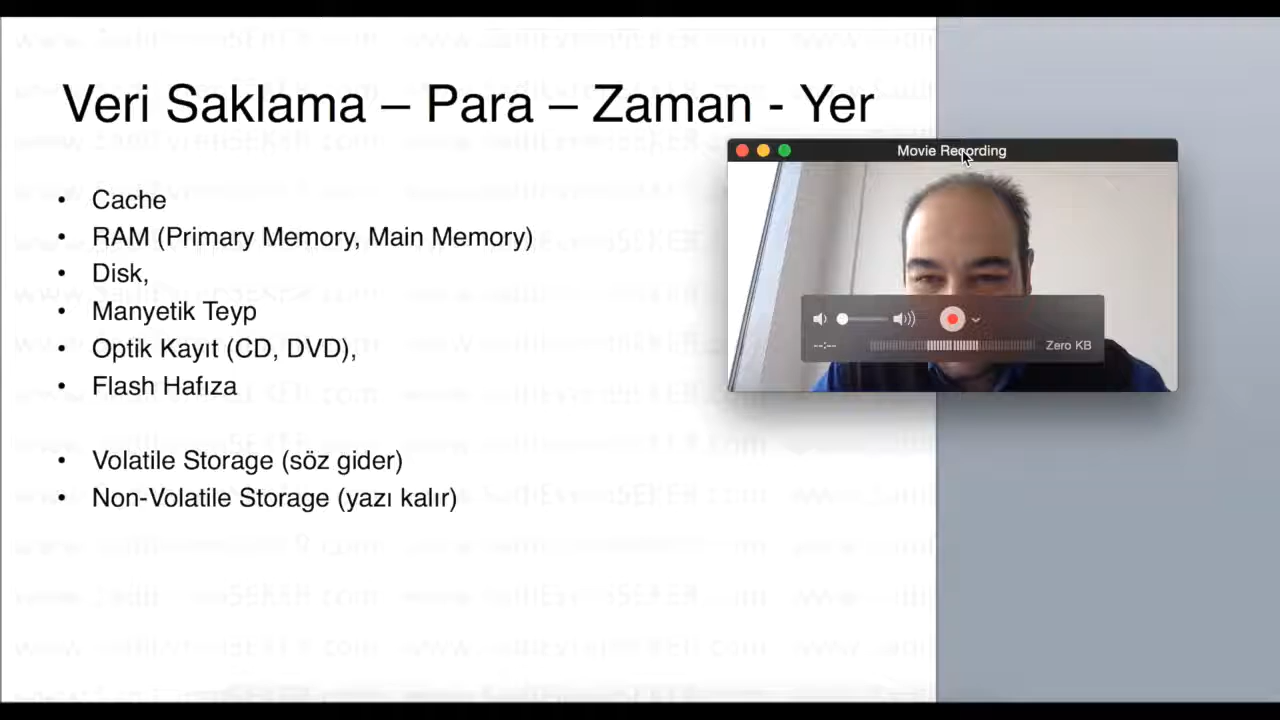 Veri Saklama – Para – Zaman - Yer
Movie Recording
• Cache
• RAM (Primary Memory, Main Memory)
• Disk,
• Manyetik Teyp
• Optik Kayıt (CD, DVD),
• Flash Hafıza
--:--
Zero KB
• Volatile Storage (söz gider)
• Non-Volatile Storage (yazı kalır)